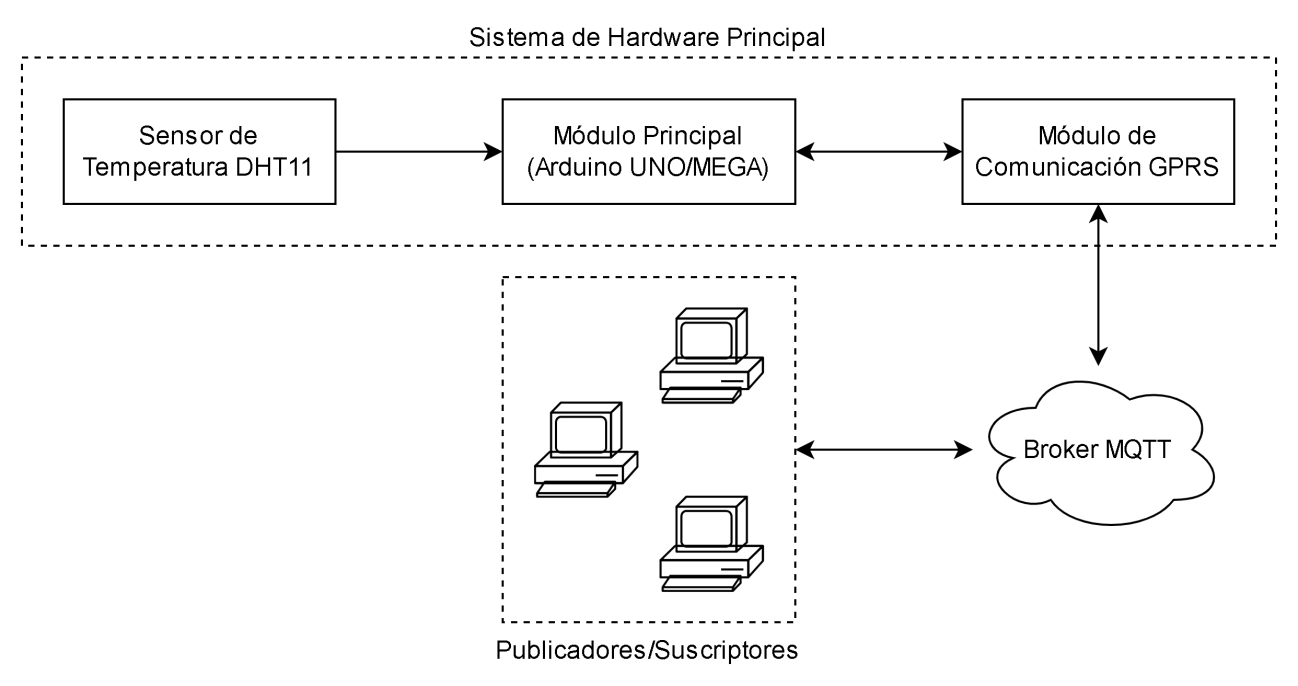 Sistema de Hardware Principal
Sensor de
Temperatura DHT11
Módulo Principal
(Arduino UNO/MEGA)
Módulo de
Comunicación GPRS
Broker MQTT
Publicadores/Suscriptores